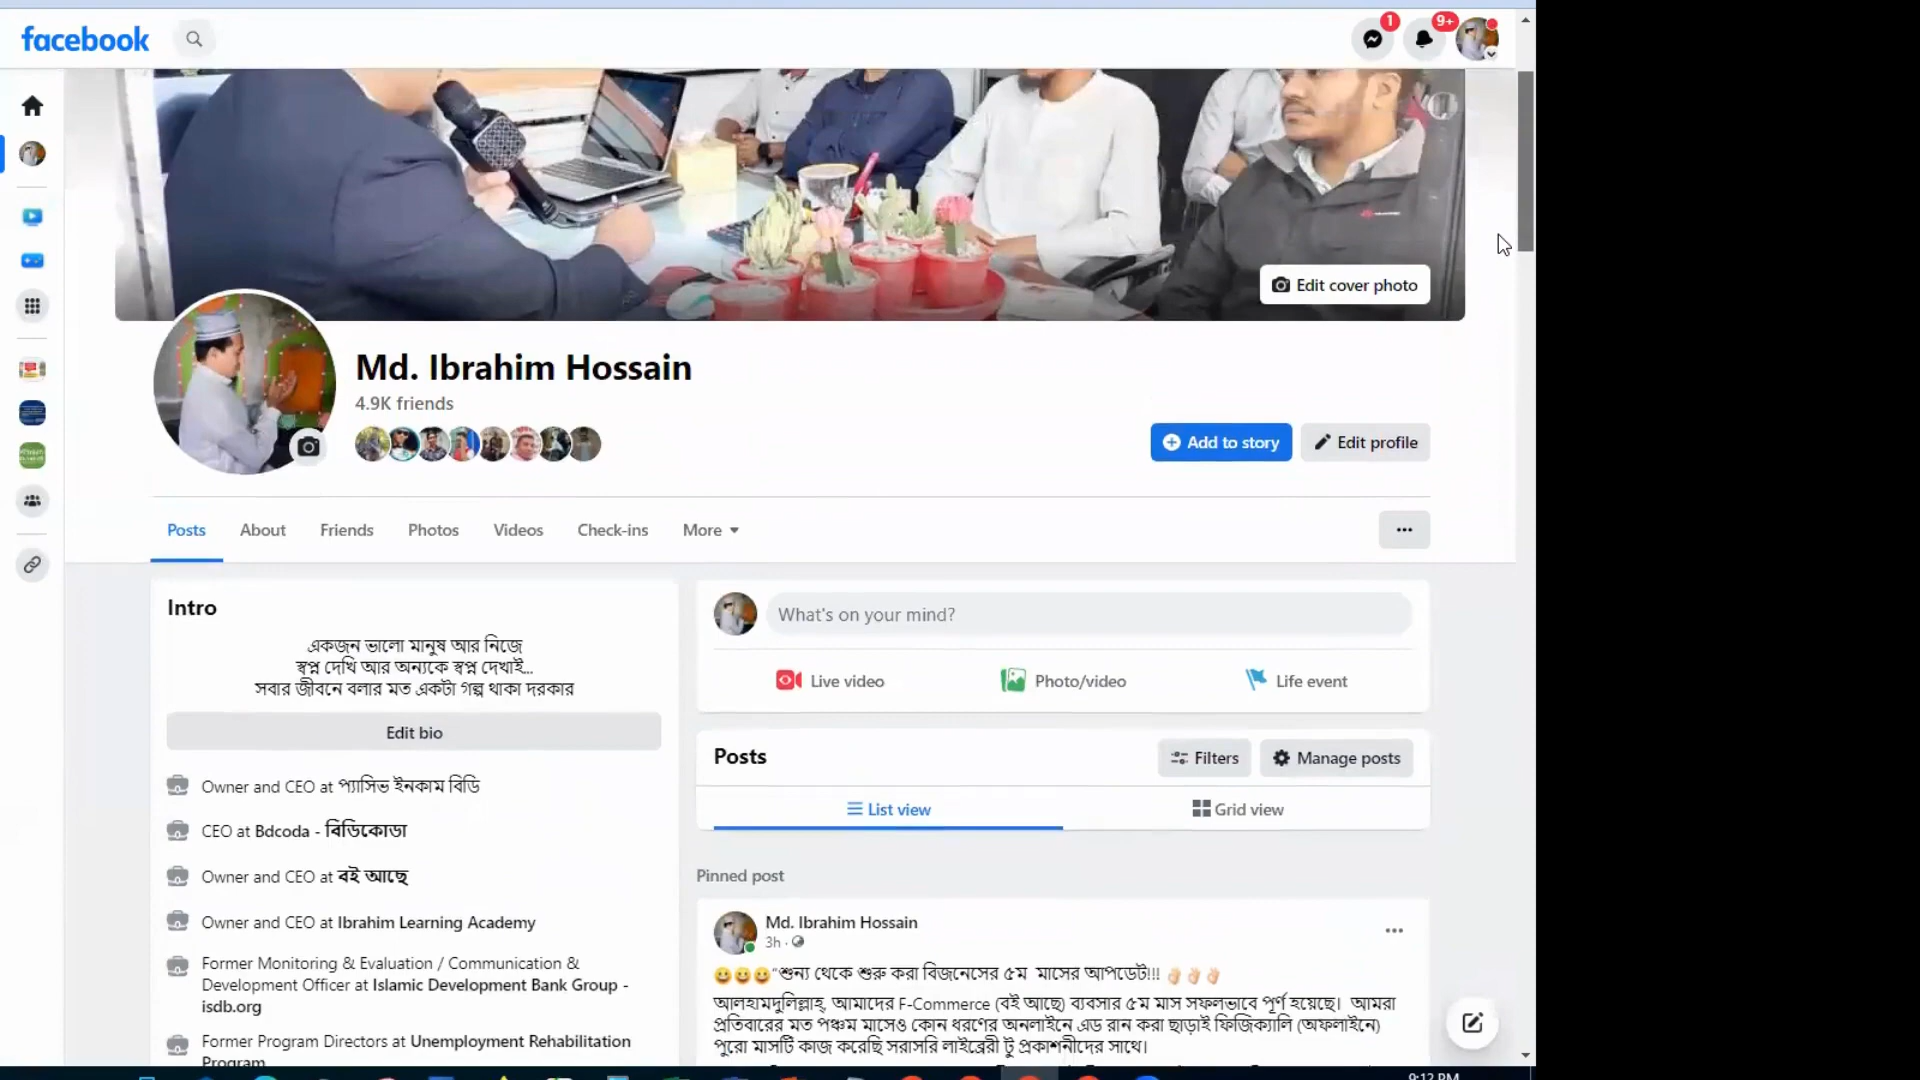 facebook
1
9+
Edit cover photo
Md. Ibrahim Hossain
4.9K friends
Add to story
Edit profile
Posts
About
Friends
Photos
Videos
Check-ins
More
Intro
একজন ভালো মানুষ আর নিজে
স্বপ্ন দেখি আর অন্যকে স্বপ্ন দেখাই...
সবার জীবনে বলার মত একটা গল্প থাকা দরকার
Edit bio
Owner and CEO at প্যাসিভ ইনকাম বিডি
CEO at Bdcoda - বিডিকোডা
Owner and CEO at বই আছে
Owner and CEO at Ibrahim Learning Academy
Former Monitoring & Evaluation / Communication &
Development Officer at Islamic Development Bank Group -
isdb.org
Former Program Directors at Unemployment Rehabilitation
Program
What's on your mind?
Live video
Photo/video
Life event
Posts
Filters
Manage posts
List view
Grid view
Pinned post
Md. Ibrahim Hossain
3h ·
😀😀😀"শুন্য থেকে শুরু করা বিজনেসের ৫ম মাসের আপডেট!!! 👌👌👌
আলহামদুলিল্লাহ, আমাদের F-Commerce (বই আছে) ব্যবসার ৫ম মাস সফলভাবে পূর্ণ হয়েছে। আমরা
প্রতিবারের মত পঞ্চম মাসেও কোন ধরণের অনলাইনে এড রান করা ছাড়াই ফিজিক্যালি (অফলাইনে)
পুরো মাসটি কাজ করেছি সরাসরি লাইব্রেরী টু প্রকাশনীদের সাথে।
9:12 PM